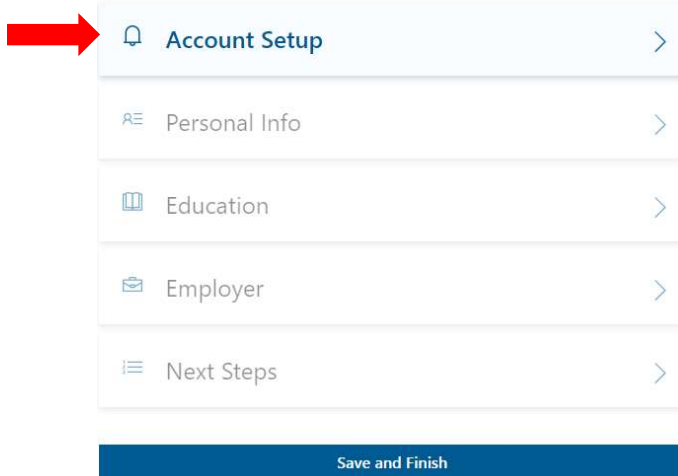 Account Setup
Personal Info
Education
Employer
Next Steps
Save and Finish